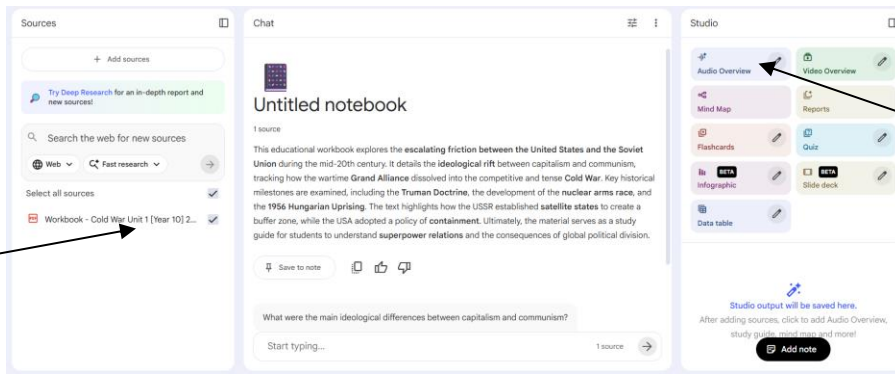 Sources
+ Add sources
Try Deep Research for an in-depth report and
new sources!
Search the web for new sources
Web
Fast research
Select all sources
PDF
Workbook - Cold War Unit 1 [Year 10] 2...
Chat
Untitled notebook
1 source
This educational workbook explores the escalating friction between the United States and the Soviet
Union during the mid-20th century. It details the ideological rift between capitalism and communism,
tracking how the wartime Grand Alliance dissolved into the competitive and tense Cold War. Key historical
milestones are examined, including the Truman Doctrine, the development of the nuclear arms race, and
the 1956 Hungarian Uprising. The text highlights how the USSR established satellite states to create a
buffer zone, while the USA adopted a policy of containment. Ultimately, the material serves as a study
guide for students to understand superpower relations and the consequences of global political division.
Save to note
What were the main ideological differences between capitalism and communism?
Start typing...
1 source
Studio
Audio Overview
Video Overview
Mind Map
Reports
Flashcards
Quiz
BETA
Infographic
BETA
Slide deck
Data table
Studio output will be saved here.
After adding sources, click to add Audio Overview,
study guide, mind map and more!
Add note